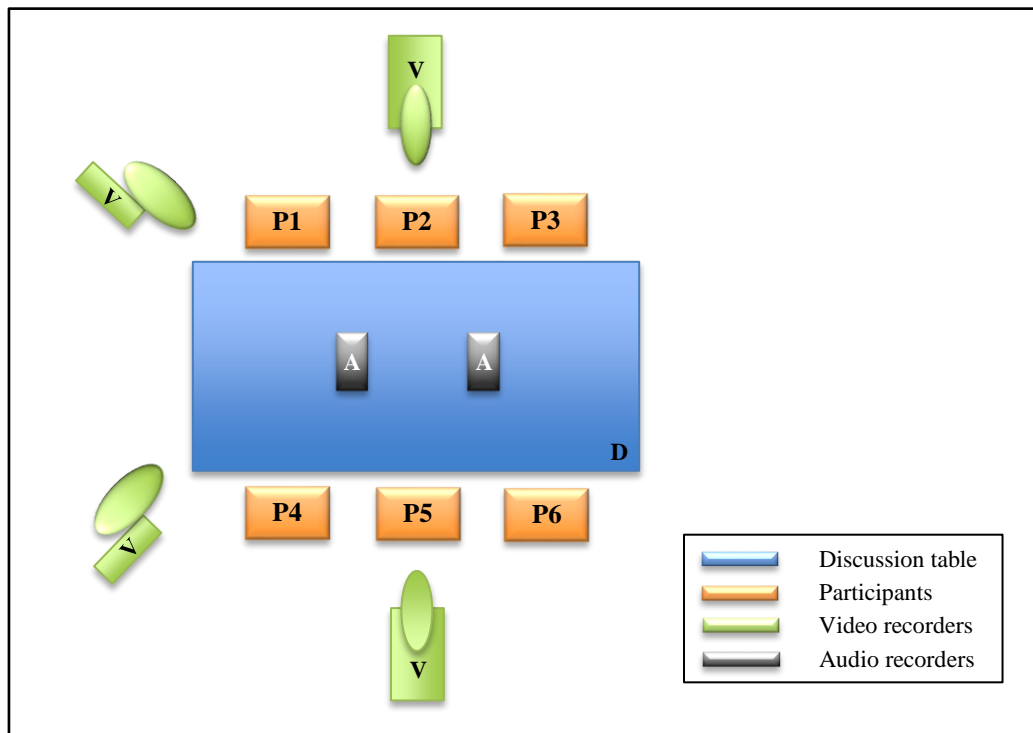 V
V
P1 P2 P3
A A
D
P4 P5 P6
V
V
Discussion table
Participants
Video recorders
Audio recorders